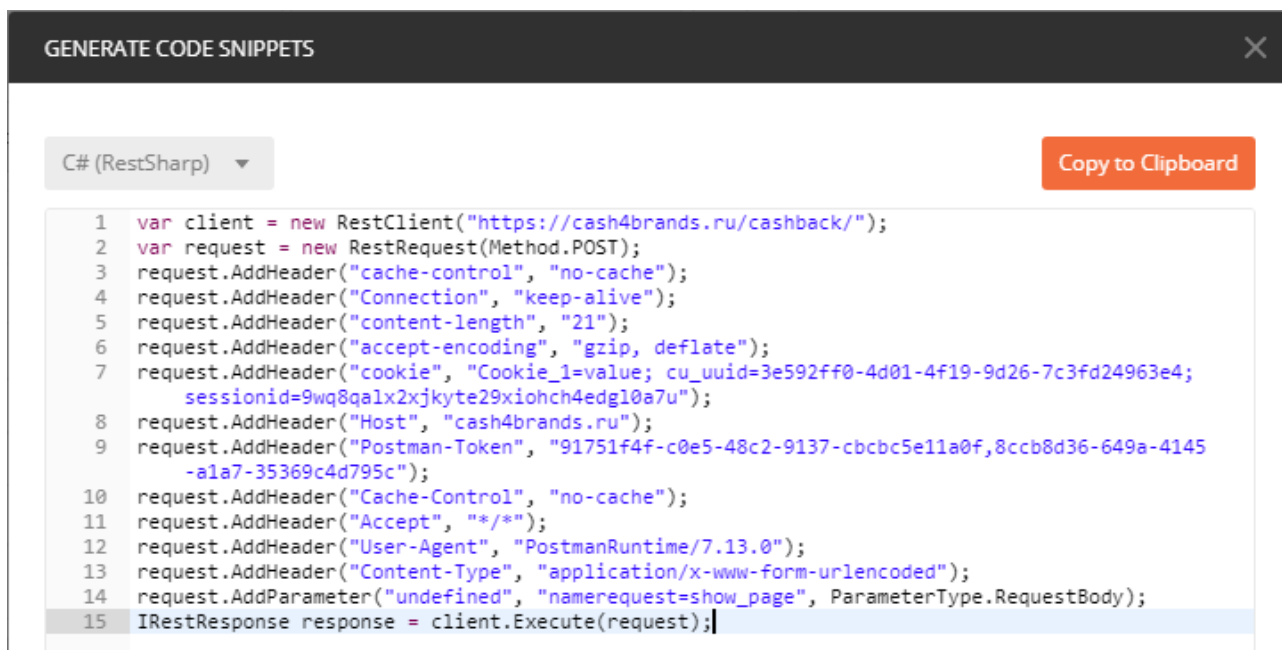 GENERATE CODE SNIPPETS
C# (RestSharp)
Copy to Clipboard
1 var client = new RestClient("https://cash4brands.ru/cashback/");
2 var request = new RestRequest(Method.POST);
3 request.AddHeader("cache-control", "no-cache");
4 request.AddHeader("Connection", "keep-alive");
5 request.AddHeader("content-length", "21");
6 request.AddHeader("accept-encoding", "gzip, deflate");
7 request.AddHeader("cookie", "Cookie_1=value; cu_uuid=3e592ff0-4d01-4f19-9d26-7c3fd24963e4;
sessionid=9wq8qalx2xjkyte29xiohch4edgl0a7u");
8 request.AddHeader("Host", "cash4brands.ru");
9 request.AddHeader("Postman-Token", "91751f4f-c0e5-48c2-9137-cbcbc5e11a0f,8ccb8d36-649a-4145
-a1a7-35369c4d795c");
10 request.AddHeader("Cache-Control", "no-cache");
11 request.AddHeader("Accept", "*/*");
12 request.AddHeader("User-Agent", "PostmanRuntime/7.13.0");
13 request.AddHeader("Content-Type", "application/x-www-form-urlencoded");
14 request.AddParameter("undefined", "namerequest=show_page", ParameterType.RequestBody);
15 IRestResponse response = client.Execute(request);